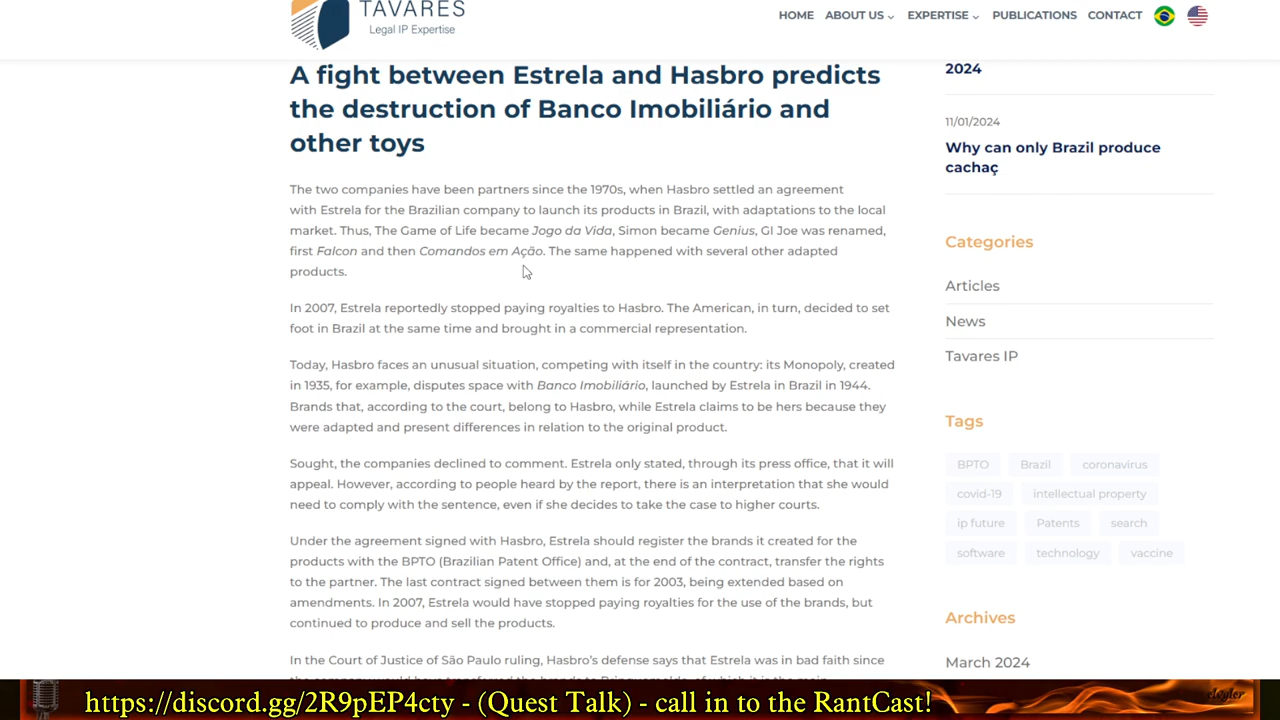 TAVARES
Legal IP Expertise
HOME ABOUT US EXPERTISE PUBLICATIONS CONTACT
A fight between Estrela and Hasbro predicts
the destruction of Banco Imobiliário and
other toys
The two companies have been partners since the 1970s, when Hasbro settled an agreement
with Estrela for the Brazilian company to launch its products in Brazil, with adaptations to the local
market. Thus, The Game of Life became Jogo da Vida, Simon became Genius, GI Joe was renamed,
first Falcon and then Comandos em Ação. The same happened with several other adapted
products.
In 2007, Estrela reportedly stopped paying royalties to Hasbro. The American, in turn, decided to set
foot in Brazil at the same time and brought in a commercial representation.
Today, Hasbro faces an unusual situation, competing with itself in the country: its Monopoly, created
in 1935, for example, disputes space with Banco Imobiliário, launched by Estrela in Brazil in 1944.
Brands that, according to the court, belong to Hasbro, while Estrela claims to be hers because they
were adapted and present differences in relation to the original product.
Sought, the companies declined to comment. Estrela only stated, through its press office, that it will
appeal. However, according to people heard by the report, there is an interpretation that she would
need to comply with the sentence, even if she decides to take the case to higher courts.
Under the agreement signed with Hasbro, Estrela should register the brands it created for the
products with the BPTO (Brazilian Patent Office) and, at the end of the contract, transfer the rights
to the partner. The last contract signed between them is for 2003, being extended based on
amendments. In 2007, Estrela would have stopped paying royalties for the use of the brands, but
continued to produce and sell the products.
In the Court of Justice of São Paulo ruling, Hasbro's defense says that Estrela was in bad faith since
2024
11/01/2024
Why can only Brazil produce
cachaç
Categories
Articles
News
Tavares IP
Tags
BPTO Brazil coronavirus
covid-19 intellectual property
ip future Patents search
software technology vaccine
Archives
March 2024
https://discord.gg/2R9pEP4cty - (Quest Talk) - call in to the RantCast!